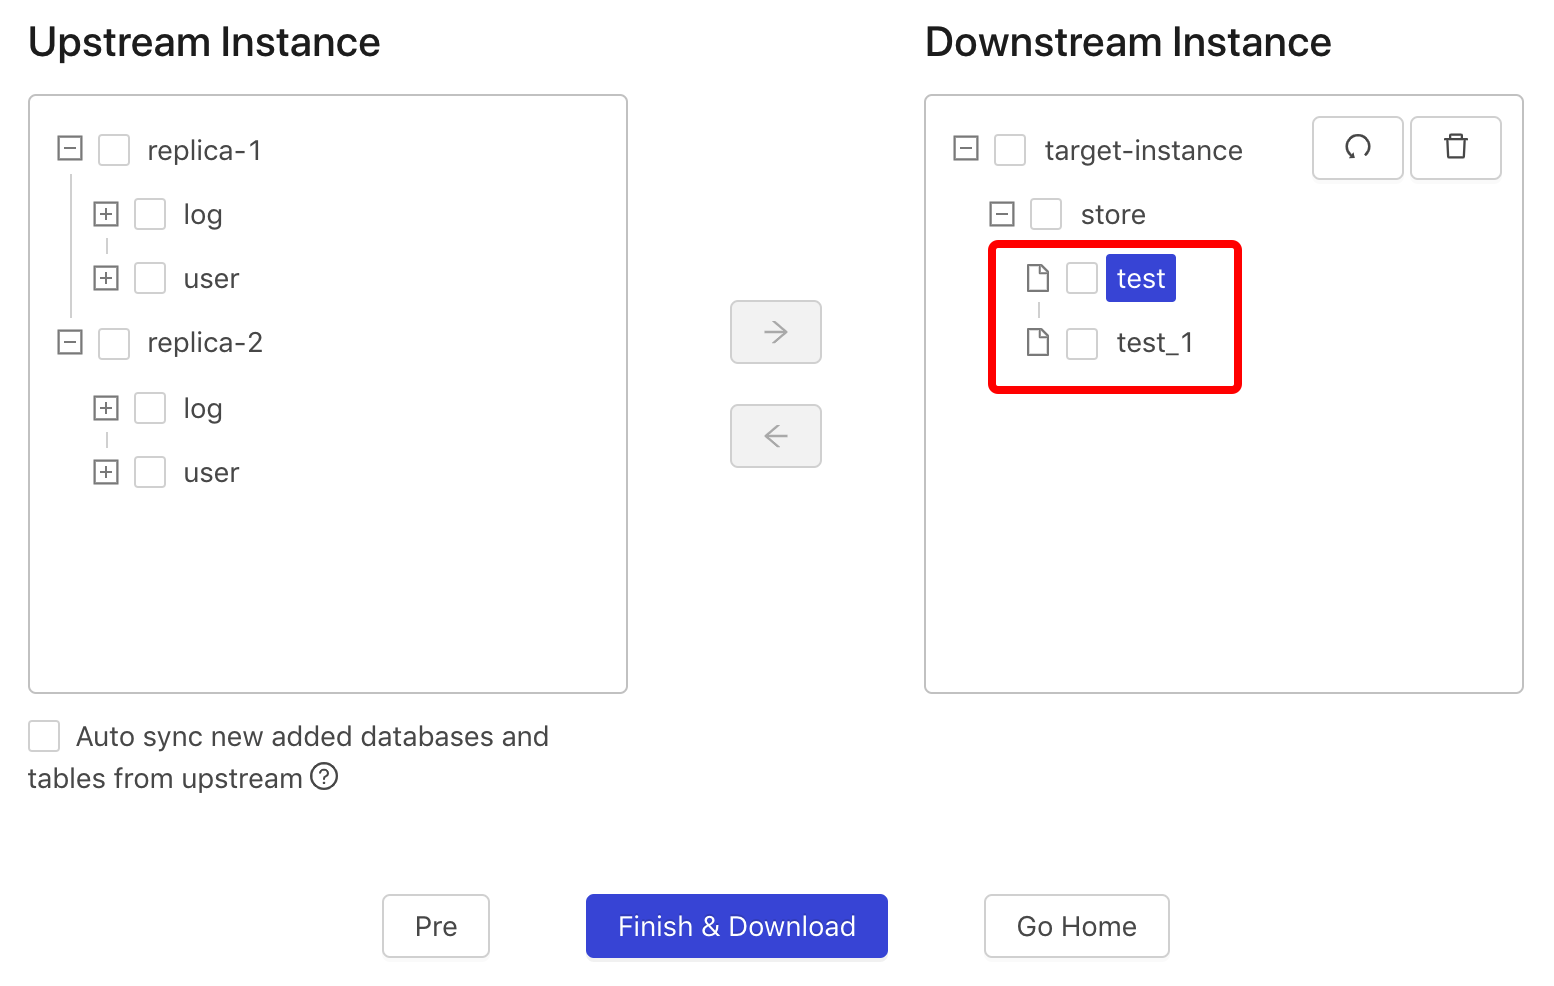 Upstream Instance
Downstream Instance
replica-1
log
user
replica-2
log
user
target-instance
store
test
test_1
Auto sync new added databases and
tables from upstream ?
Pre
Finish & Download
Go Home